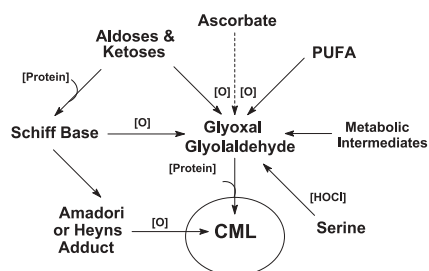 Ascorbate
Aldoses &
Ketoses
PUFA
[Protein]
[O] [O]
Schiff Base
[O]
Glyoxal
Glyolaldehyde
Metabolic
Intermediates
[Protein]
[HOCl]
Amadori
or Heyns
Adduct
[O]
CML
Serine